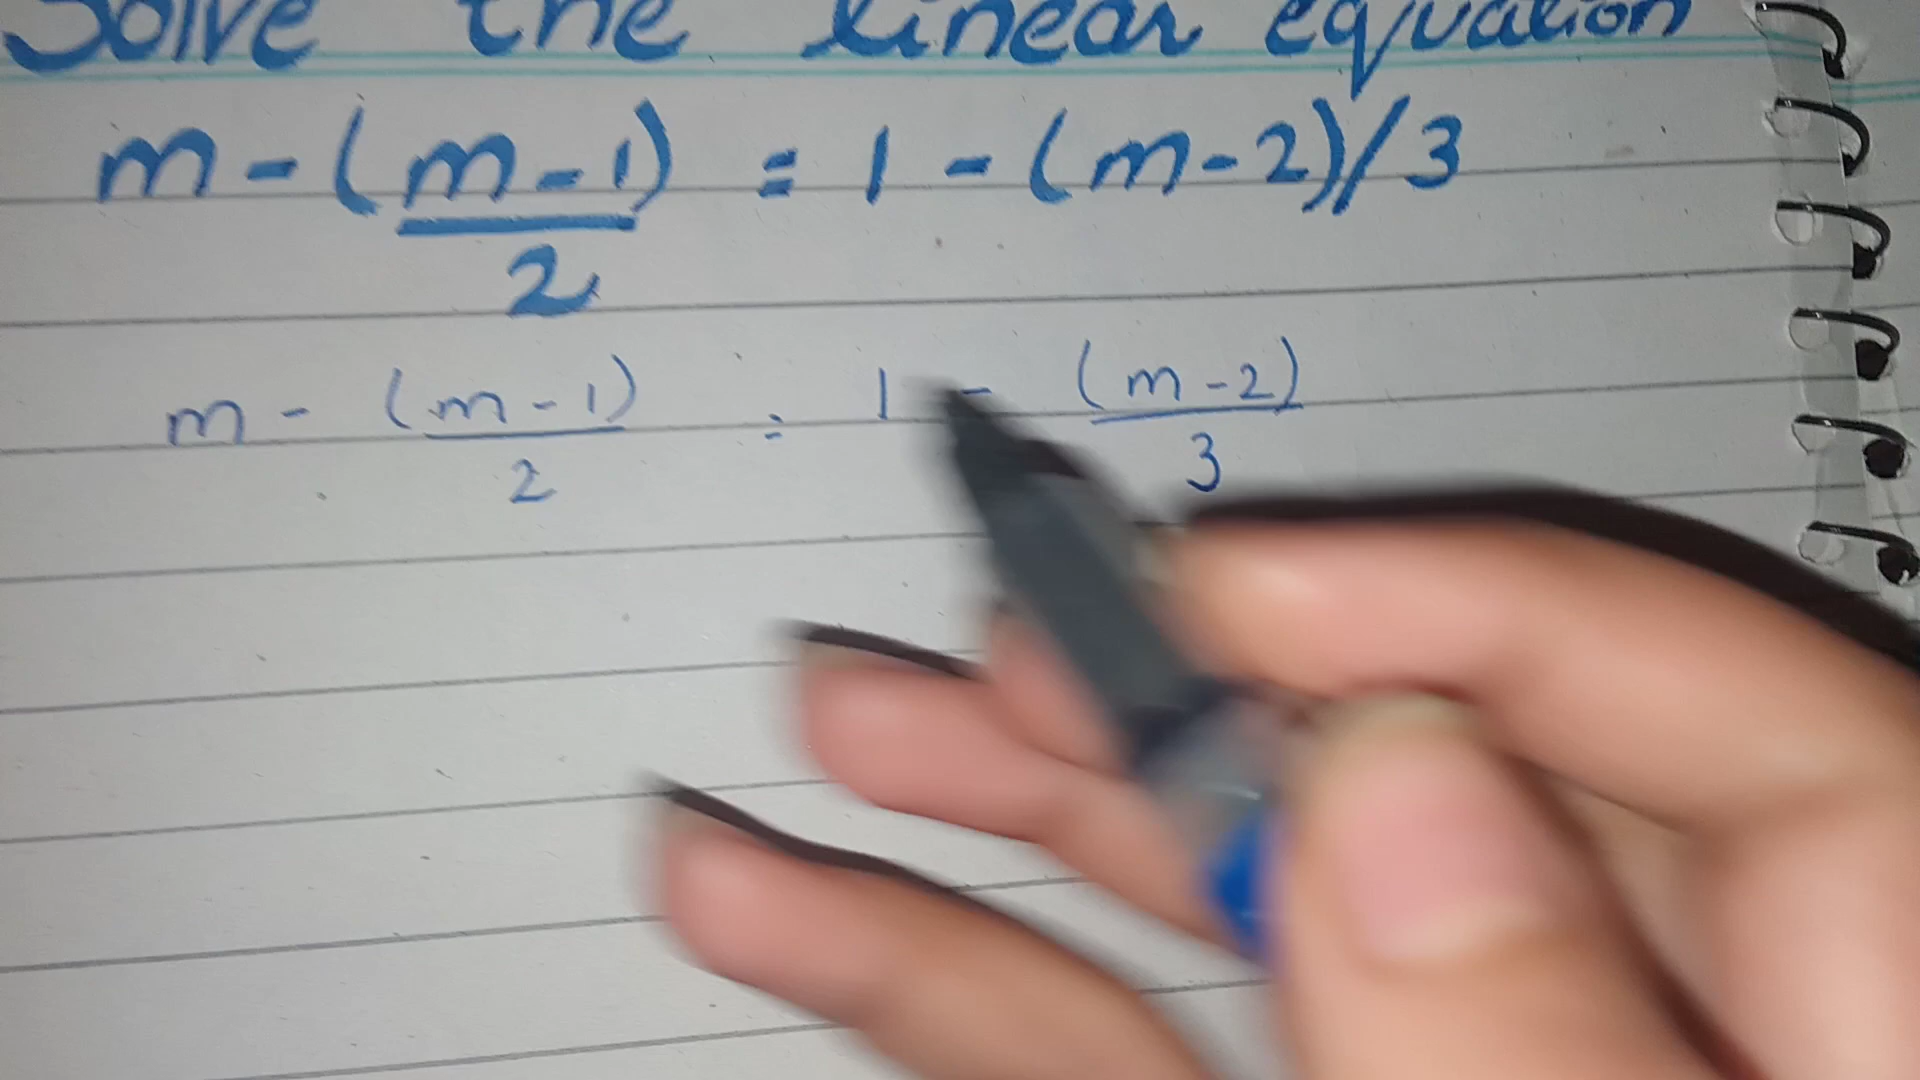 Solve the linear equation
m - (m - 1)/2 = 1 - (m - 2)/3
m - (m - 1)/2 = 1 - (m - 2)/3